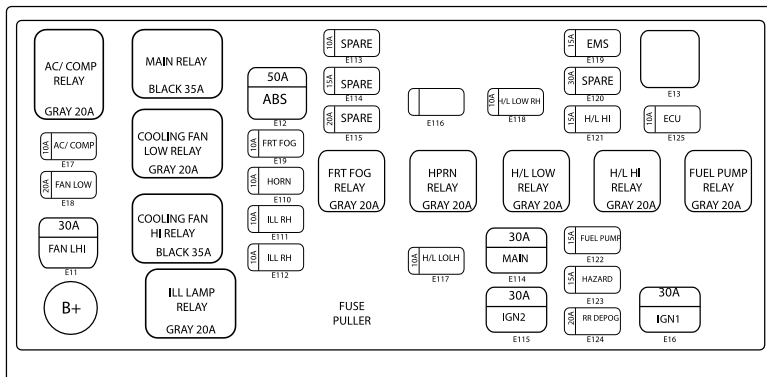 AC/ COMP
RELAY
GRAY 20A
10A
AC/ COMP
E17
20A
FAN LOW
E18
30A
FAN LHI
E11
B+
MAIN RELAY
BLACK 35A
COOLING FAN
LOW RELAY
GRAY 20A
COOLING FAN
HI RELAY
BLACK 35A
ILL LAMP
RELAY
GRAY 20A
50A
ABS
E12
10A
FRT FOG
E19
10A
HORN
E110
10A
ILL RH
E111
10A
ILL RH
E112
10A
SPARE
E113
15A
SPARE
E114
20A
SPARE
E115
E116
10A
H/L LOW RH
E118
15A
EMS
E119
30A
SPARE
E120
15A
H/L HI
E121
E13
10A
ECU
E125
FRT FOG
RELAY
GRAY 20A
HPRN
RELAY
GRAY 20A
H/L LOW
RELAY
GRAY 20A
H/L HI
RELAY
GRAY 20A
FUEL PUMP
RELAY
GRAY 20A
FUSE
PULLER
10A
H/L LOLH
E117
30A
MAIN
E114
30A
IGN2
E115
15A
FUEL PUMP
E122
15A
HAZARD
E123
20A
RR DEPOG
E124
30A
IGN1
E16